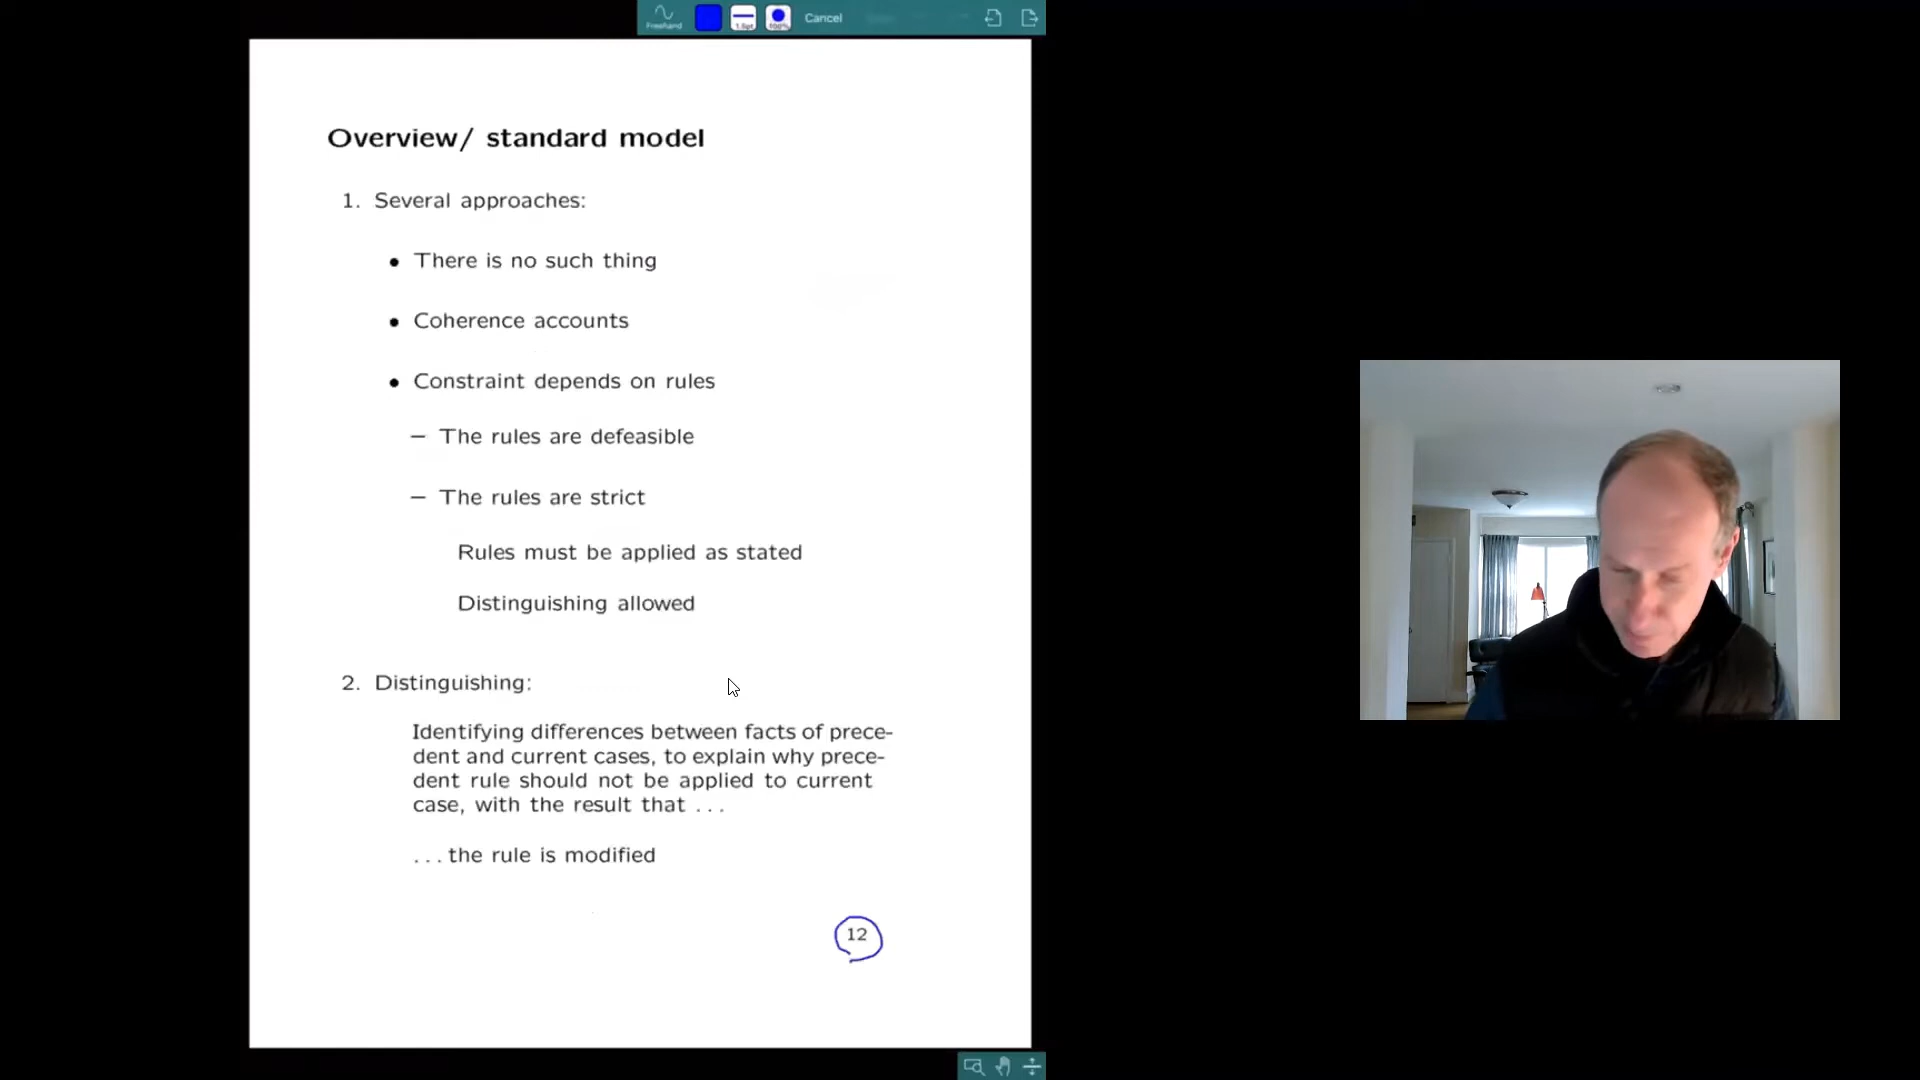 Freehand
Cancel
Overview/ standard model
1. Several approaches:
• There is no such thing
• Coherence accounts
• Constraint depends on rules
– The rules are defeasible
– The rules are strict
Rules must be applied as stated
Distinguishing allowed
2. Distinguishing:
Identifying differences between facts of prece-
dent and current cases, to explain why prece-
dent rule should not be applied to current
case, with the result that ...
...the rule is modified
12